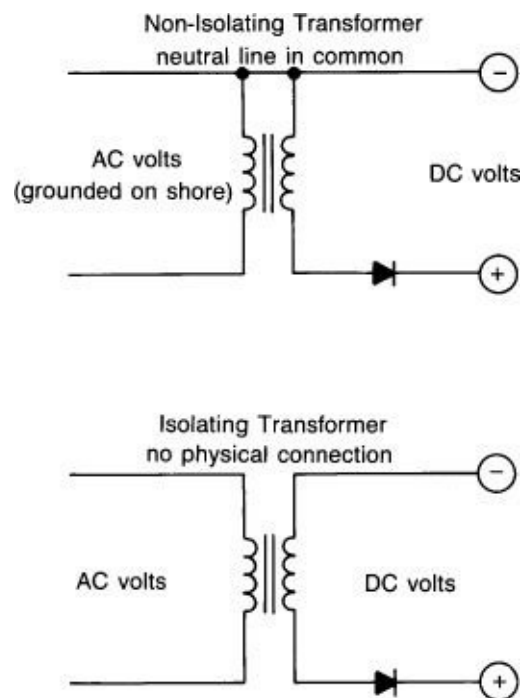 Non-Isolating Transformer
neutral line in common
−
AC volts
(grounded on shore)
DC volts
+
Isolating Transformer
no physical connection
−
AC volts
DC volts
+